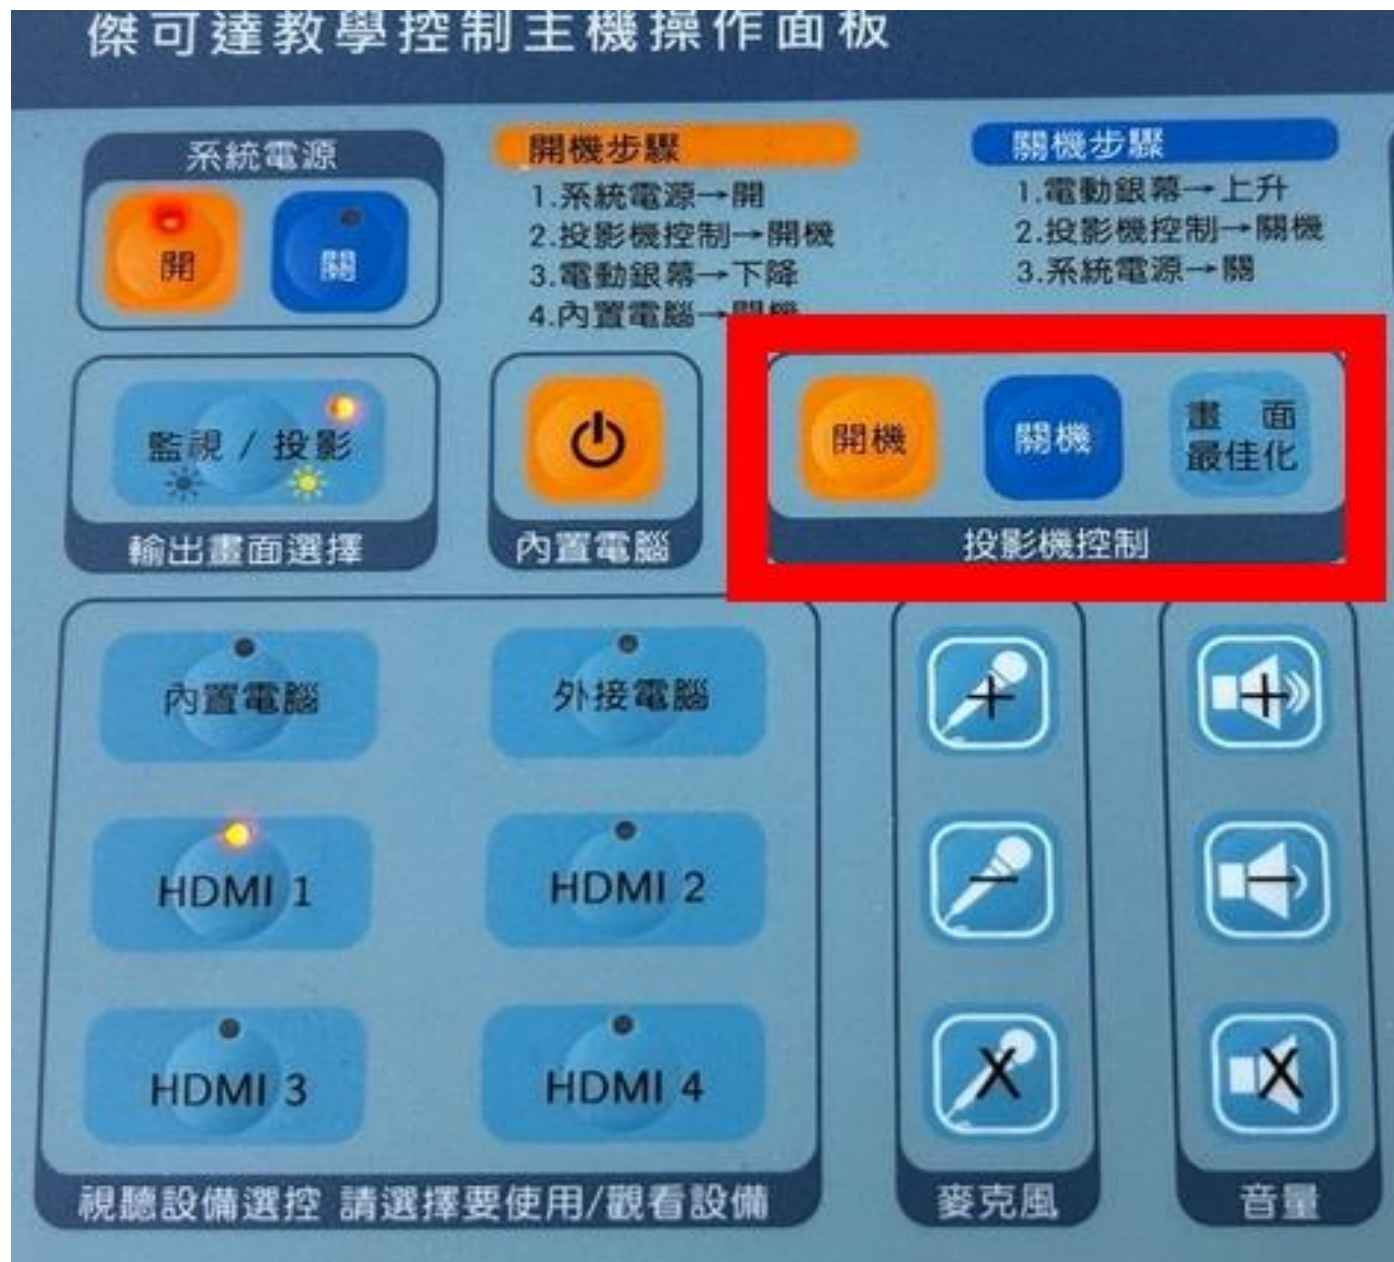 傑可達教學控制主機操作面板
系統電源
開
關
開機步驟
1.系統電源→開
2.投影機控制→開機
3.電動銀幕→下降
4.內置電腦→開機
關機步驟
1.電動銀幕→上升
2.投影機控制→關機
3.系統電源→關
監視 / 投影
輸出畫面選擇
內置電腦
開機
關機
畫 面
最佳化
投影機控制
內置電腦
外接電腦
HDMI 1
HDMI 2
HDMI 3
HDMI 4
視聽設備選控 請選擇要使用/觀看設備
麥克風
音量